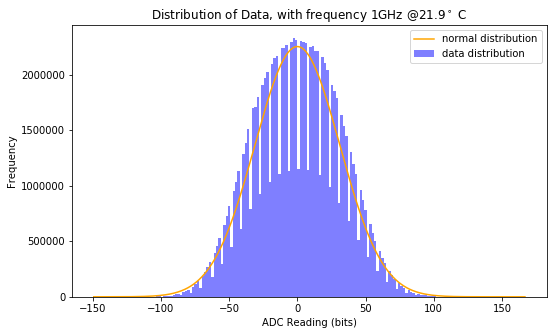 Distribution of Data, with frequency 1GHz @21.9° C
normal distribution
data distribution
Frequency
2000000
1500000
1000000
500000
0
−150 −100 −50 0 50 100 150
ADC Reading (bits)